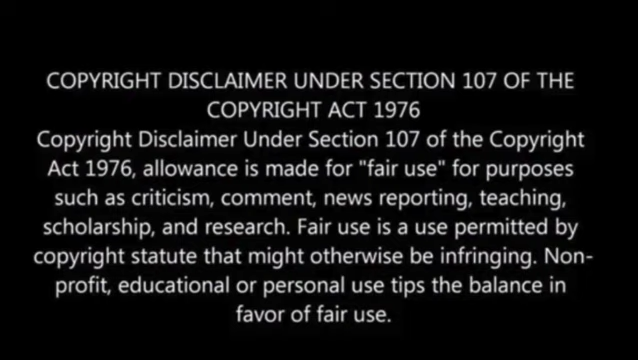 COPYRIGHT DISCLAIMER UNDER SECTION 107 OF THE
COPYRIGHT ACT 1976
Copyright Disclaimer Under Section 107 of the Copyright
Act 1976, allowance is made for "fair use" for purposes
such as criticism, comment, news reporting, teaching,
scholarship, and research. Fair use is a use permitted by
copyright statute that might otherwise be infringing. Non-
profit, educational or personal use tips the balance in
favor of fair use.